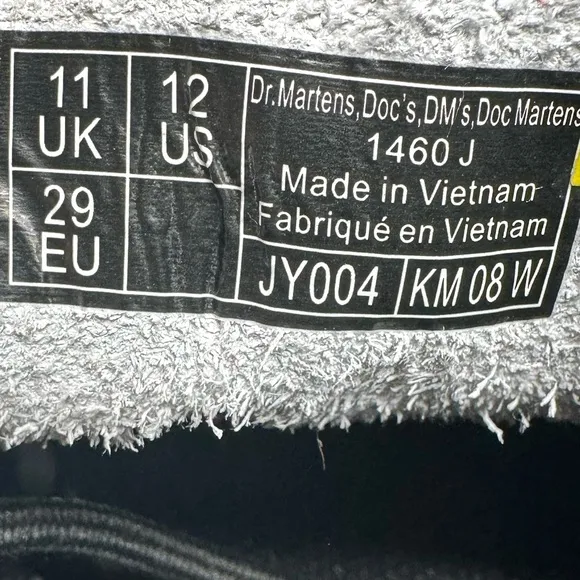 11
UK
12
US
29
EU
Dr.Martens,Doc's,DM's,Doc Martens
1460 J
Made in Vietnam
Fabriqué en Vietnam
JY004
KM 08 W